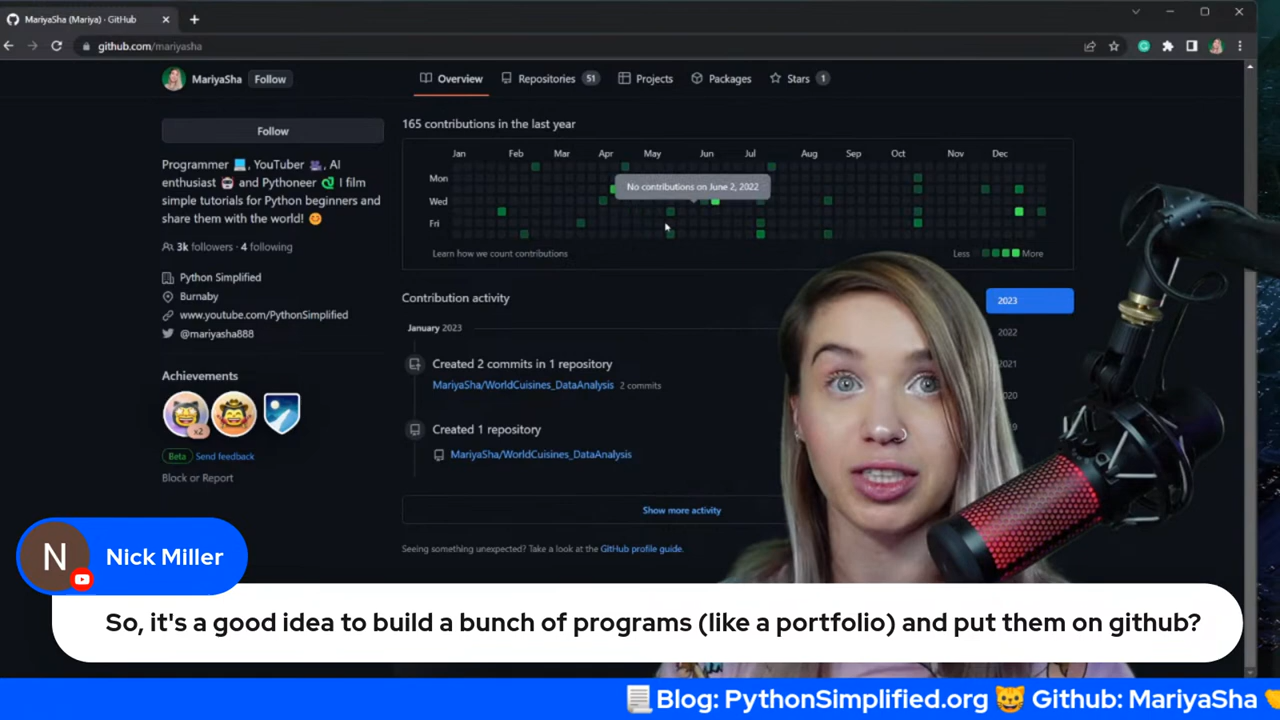 MariyaSha (Mariya) · GitHub
github.com/mariyasha
MariyaSha Follow
Overview Repositories 51 Projects Packages Stars 1
Follow
Programmer 💻, YouTuber 🎥, AI
enthusiast 🤖 and Pythoneer 🐍 I film
simple tutorials for Python beginners and
share them with the world! 😊
3k followers · 4 following
Python Simplified
Burnaby
www.youtube.com/PythonSimplified
@mariyasha888
Achievements
x2
Beta Send feedback
Block or Report
165 contributions in the last year
Jan Feb Mar Apr May Jun Jul Aug Sep Oct Nov Dec
Mon
No contributions on June 2, 2022
Wed
Fri
Learn how we count contributions
Less More
Contribution activity
2023
2022
2021
January 2023
Created 2 commits in 1 repository
MariyaSha/WorldCuisines_DataAnalysis 2 commits
Created 1 repository
MariyaSha/WorldCuisines_DataAnalysis
Show more activity
Seeing something unexpected? Take a look at the GitHub profile guide.
N Nick Miller
So, it's a good idea to build a bunch of programs (like a portfolio) and put them on github?
📃 Blog: PythonSimplified.org 😺 Github: MariyaSha